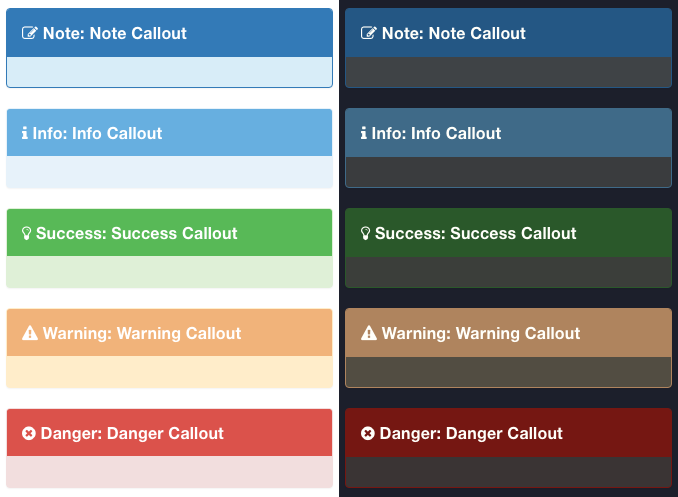 Note: Note Callout
Note: Note Callout
Info: Info Callout
Info: Info Callout
Success: Success Callout
Success: Success Callout
Warning: Warning Callout
Warning: Warning Callout
Danger: Danger Callout
Danger: Danger Callout